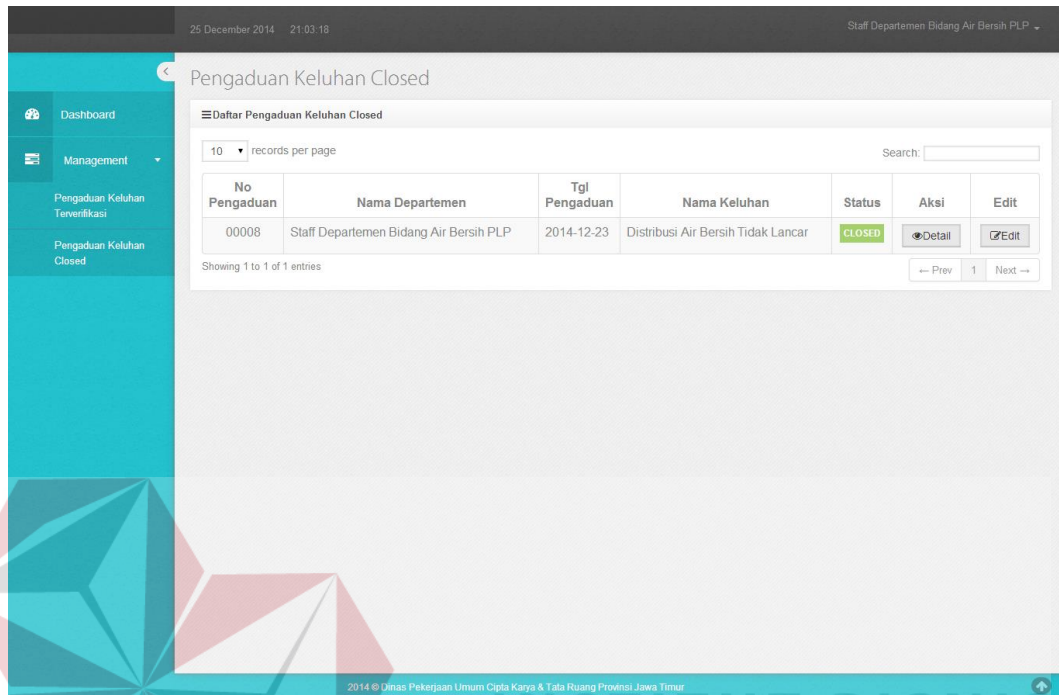 25 December 2014 21:03:18
Staff Departemen Bidang Air Bersih PLP
Pengaduan Keluhan Closed
Dashboard
Management
Pengaduan Keluhan
Terverifikasi
Pengaduan Keluhan
Closed
Daftar Pengaduan Keluhan Closed
10 records per page
Search:
No
Pengaduan
Nama Departemen
Tgl
Pengaduan
Nama Keluhan
Status
Aksi
Edit
00008
Staff Departemen Bidang Air Bersih PLP
2014-12-23
Distribusi Air Bersih Tidak Lancar
CLOSED
Detail
Edit
Showing 1 to 1 of 1 entries
← Prev 1 Next →
2014 © Dinas Pekerjaan Umum Cipta Karya & Tata Ruang Provinsi Jawa Timur